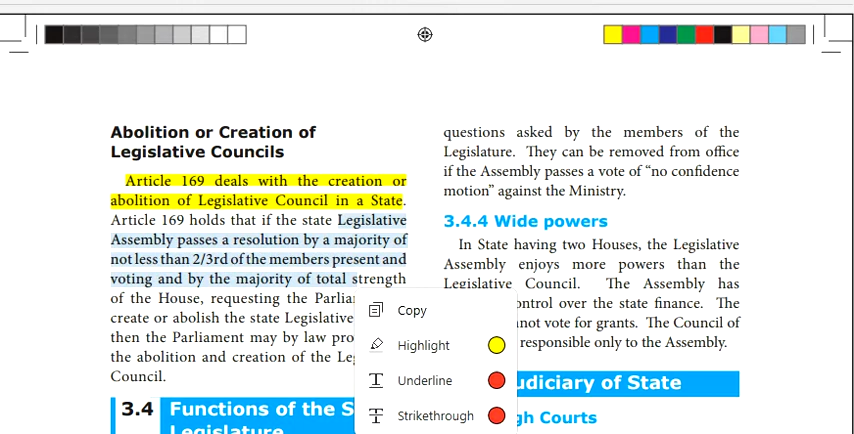 Abolition or Creation of
Legislative Councils
Article 169 deals with the creation or
abolition of Legislative Council in a State.
Article 169 holds that if the state Legislative
Assembly passes a resolution by a majority of
not less than 2/3rd of the members present and
voting and by the majority of total strength
of the House, requesting the
create or abolish the state Legislative
then the Parliament may by law
the abolition and creation of the
Council.
3.4 Functions of the
Legislature
questions asked by the members of the
Legislature. They can be removed from office
if the Assembly passes a vote of “no confidence
motion” against the Ministry.
3.4.4 Wide powers
In State having two Houses, the Legislative
Assembly enjoys more powers than the
Legislative Council. The Assembly has
over the state finance. The
vote for grants. The Council of
responsible only to the Assembly.
of State
Courts
Copy
Highlight
Underline
Strikethrough